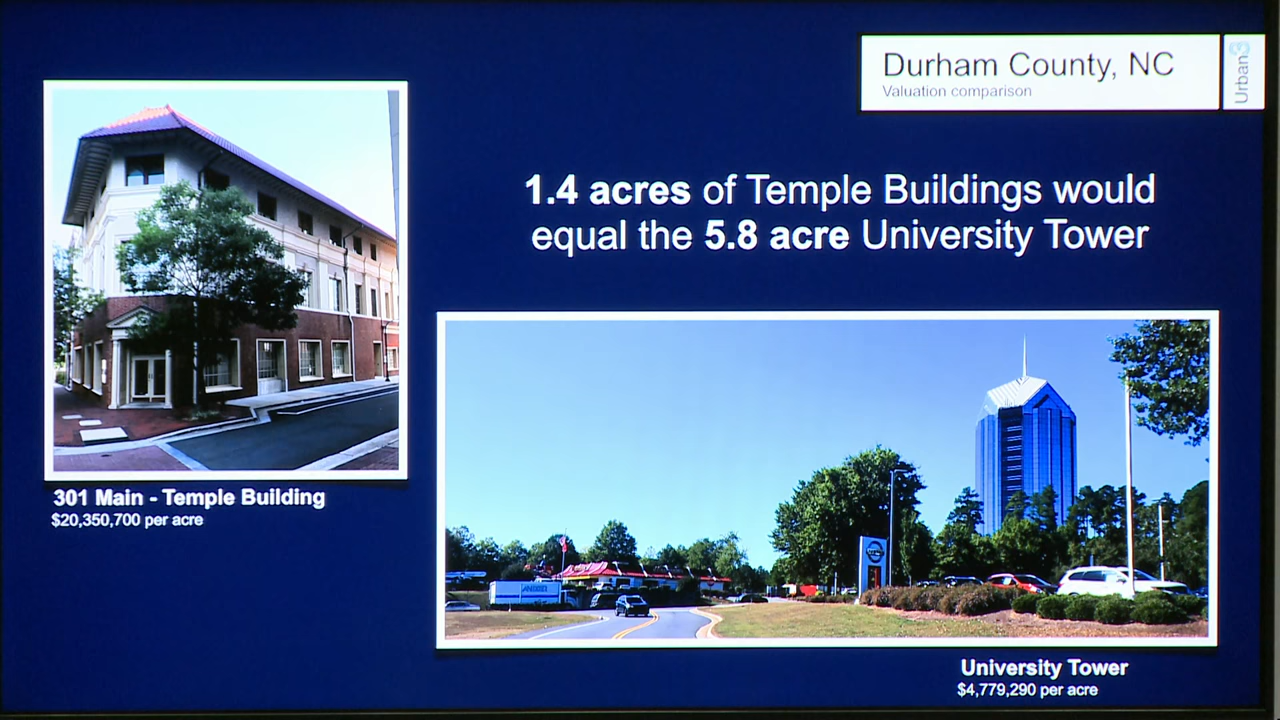 Durham County, NC
Valuation comparison
Urban3
1.4 acres of Temple Buildings would
equal the 5.8 acre University Tower
301 Main - Temple Building
$20,350,700 per acre
University Tower
$4,779,290 per acre